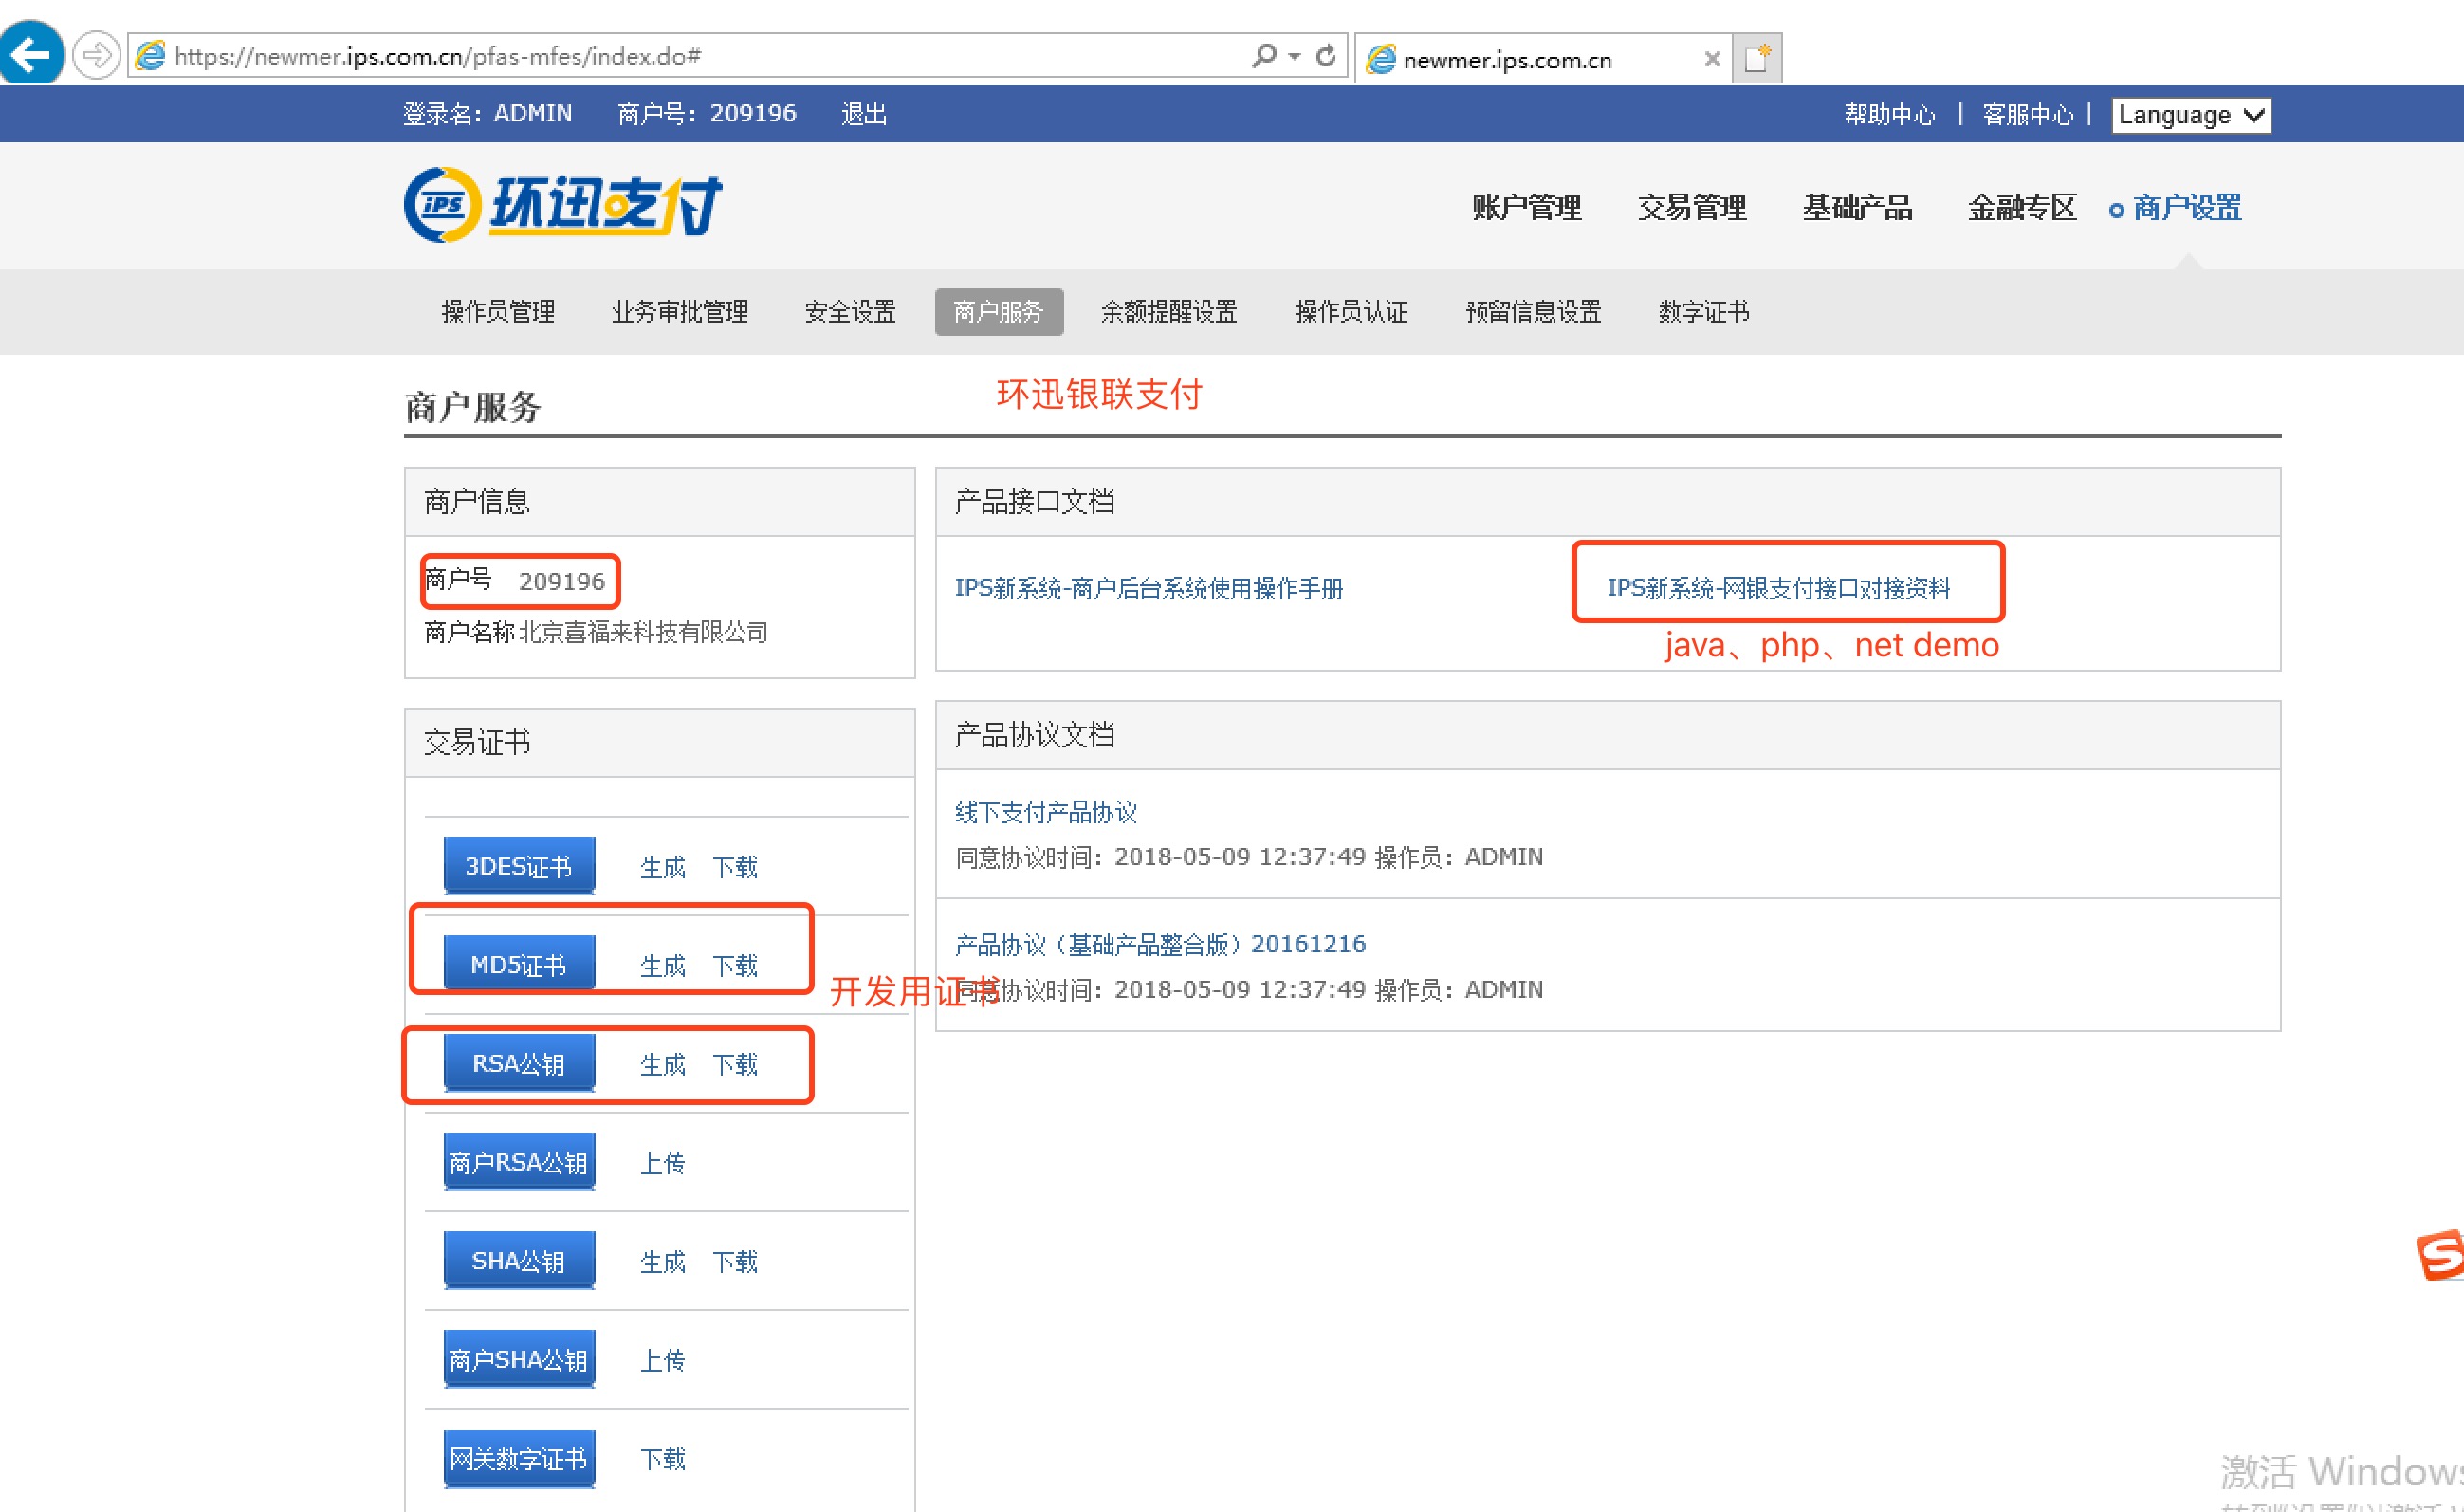 https://newmer.ips.com.cn/pfas-mfes/index.do#
newmer.ips.com.cn
登录名：ADMIN 商户号：209196 退出
帮助中心 | 客服中心 | Language
iPS 环迅支付
账户管理 交易管理 基础产品 金融专区 商户设置
操作员管理 业务审批管理 安全设置 商户服务 余额提醒设置 操作员认证 预留信息设置 数字证书
环迅银联支付
商户服务
商户信息
商户号 209196
商户名称 北京喜福来科技有限公司
产品接口文档
IPS新系统-商户后台系统使用操作手册
IPS新系统-网银支付接口对接资料
java、php、net demo
交易证书
3DES证书 生成 下载
MD5证书 生成 下载
开发用证书
RSA公钥 生成 下载
商户RSA公钥 上传
SHA公钥 生成 下载
商户SHA公钥 上传
网关数字证书 下载
产品协议文档
线下支付产品协议
同意协议时间：2018-05-09 12:37:49 操作员：ADMIN
产品协议（基础产品整合版）20161216
同意协议时间：2018-05-09 12:37:49 操作员：ADMIN
激活 Windows